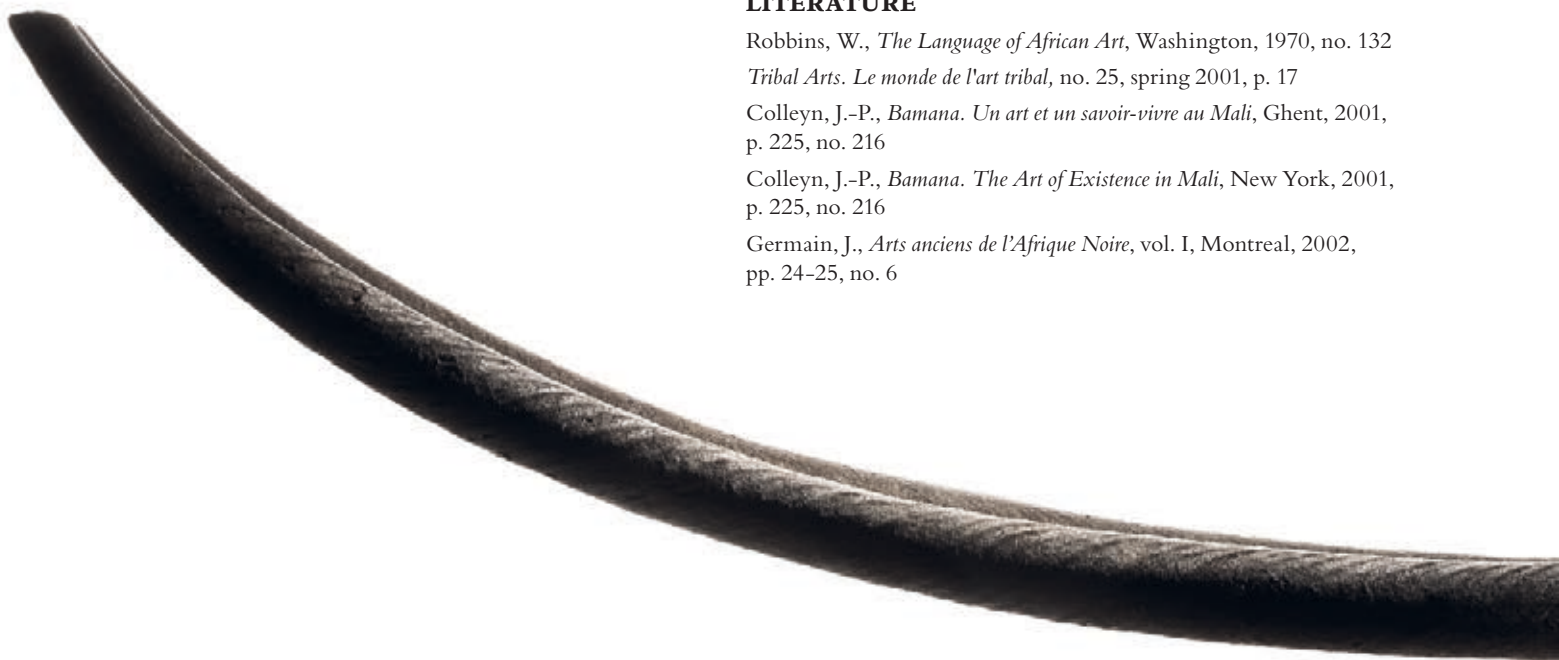 LITERATURE
Robbins, W., The Language of African Art, Washington, 1970, no. 132
Tribal Arts. Le monde de l'art tribal, no. 25, spring 2001, p. 17
Colleyn, J.-P., Bamana. Un art et un savoir-vivre au Mali, Ghent, 2001,
p. 225, no. 216
Colleyn, J.-P., Bamana. The Art of Existence in Mali, New York, 2001,
p. 225, no. 216
Germain, J., Arts anciens de l’Afrique Noire, vol. I, Montreal, 2002,
pp. 24-25, no. 6